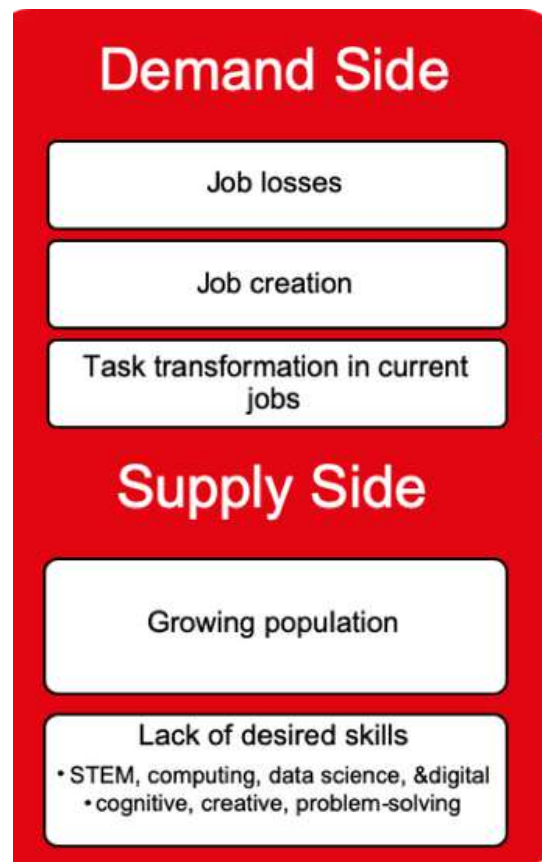 Demand Side
Job losses
Job creation
Task transformation in current
jobs
Supply Side
Growing population
Lack of desired skills
• STEM, computing, data science, &digital
• cognitive, creative, problem-solving